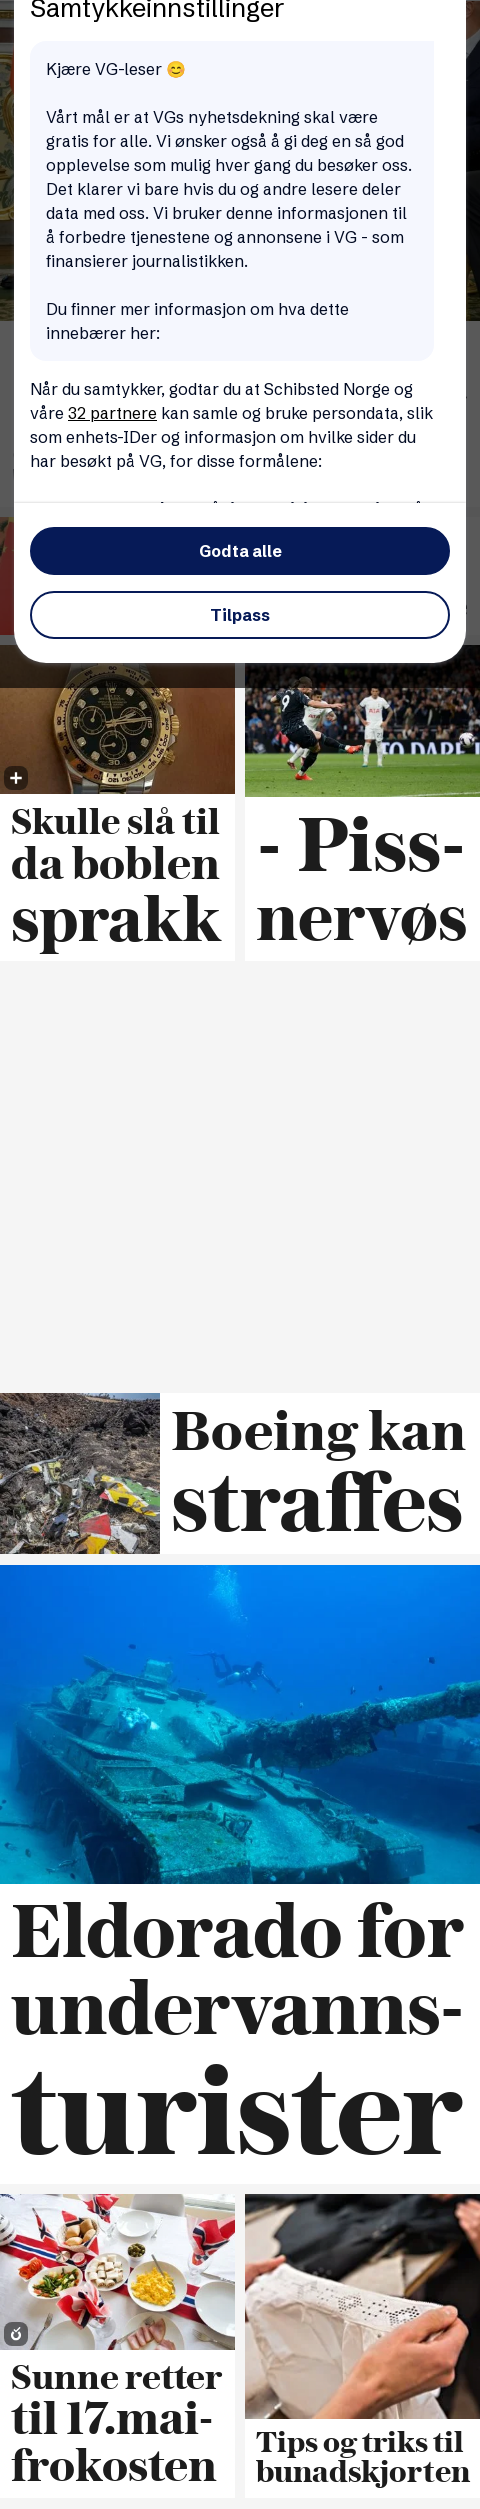 Samtykkeinnstillinger
Kjære VG-leser 😊
Vårt mål er at VGs nyhetsdekning skal være
gratis for alle. Vi ønsker også å gi deg en så god
opplevelse som mulig hver gang du besøker oss.
Det klarer vi bare hvis du og andre lesere deler
data med oss. Vi bruker denne informasjonen til
å forbedre tjenestene og annonsene i VG - som
finansierer journalistikken.
Du finner mer informasjon om hva dette
innebærer her:
Når du samtykker, godtar du at Schibsted Norge og
våre 32 partnere kan samle og bruke persondata, slik
som enhets-IDer og informasjon om hvilke sider du
har besøkt på VG, for disse formålene:
Godta alle
Tilpass
Skulle slå til
da boblen
sprakk
9
AIA
TO DARE I
- Piss-
nervøs
Boeing kan
straffes
Eldorado for
undervanns-
turister
Sunne retter
til 17.mai-
frokosten
Tips og triks til
bunadskjorten